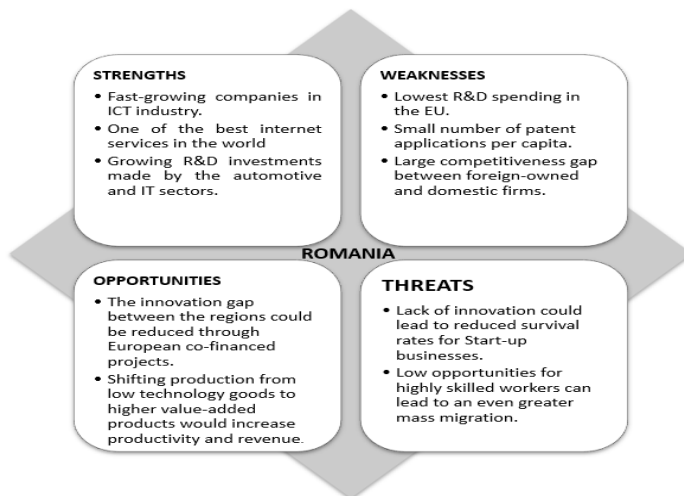 STRENGTHS
• Fast-growing companies in
ICT industry.
• One of the best internet
services in the world
• Growing R&D investments
made by the automotive
and IT sectors.
WEAKNESSES
• Lowest R&D spending in
the EU.
• Small number of patent
applications per capita.
• Large competitiveness gap
between foreign-owned
and domestic firms.
ROMANIA
OPPORTUNITIES
• The innovation gap
between the regions could
be reduced through
European co-financed
projects.
• Shifting production from
low technology goods to
higher value-added
products would increase
productivity and revenue.
THREATS
• Lack of innovation could
lead to reduced survival
rates for Start-up
businesses.
• Low opportunities for
highly skilled workers can
lead to an even greater
mass migration.